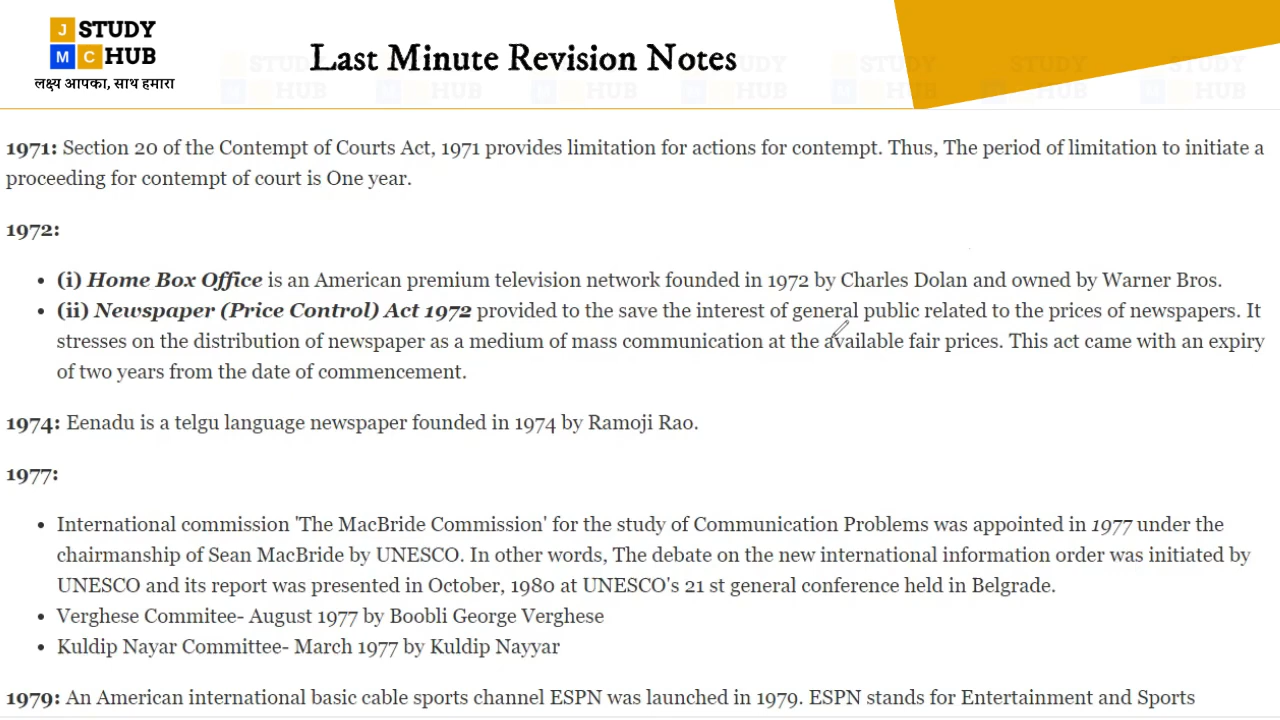 J STUDY
M C HUB
लक्ष्य आपका, साथ हमारा
Last Minute Revision Notes
1971: Section 20 of the Contempt of Courts Act, 1971 provides limitation for actions for contempt. Thus, The period of limitation to initiate a
proceeding for contempt of court is One year.
1972:
• (i) Home Box Office is an American premium television network founded in 1972 by Charles Dolan and owned by Warner Bros.
• (ii) Newspaper (Price Control) Act 1972 provided to the save the interest of general public related to the prices of newspapers. It
stresses on the distribution of newspaper as a medium of mass communication at the available fair prices. This act came with an expiry
of two years from the date of commencement.
1974: Eenadu is a telgu language newspaper founded in 1974 by Ramoji Rao.
1977:
• International commission 'The MacBride Commission' for the study of Communication Problems was appointed in 1977 under the
chairmanship of Sean MacBride by UNESCO. In other words, The debate on the new international information order was initiated by
UNESCO and its report was presented in October, 1980 at UNESCO's 21 st general conference held in Belgrade.
• Verghese Commitee- August 1977 by Boobli George Verghese
• Kuldip Nayar Committee- March 1977 by Kuldip Nayyar
1979: An American international basic cable sports channel ESPN was launched in 1979. ESPN stands for Entertainment and Sports